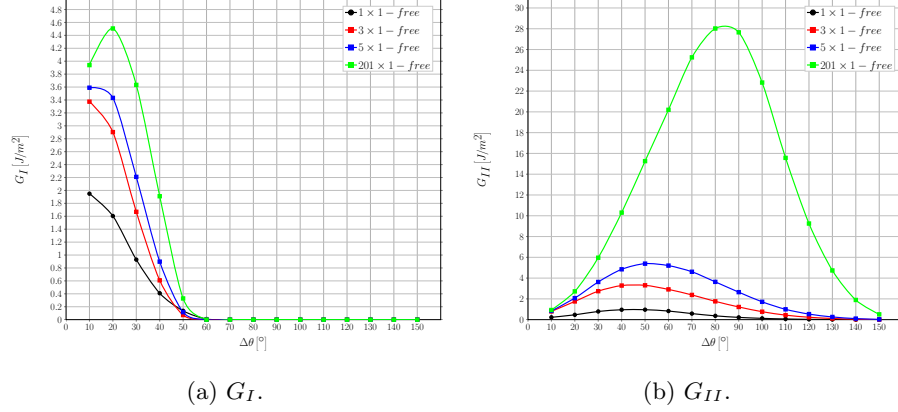 4.8
4.6
4.4
4.2
4
3.8
3.6
3.4
3.2
3
2.8
2.6
2.4
2.2
2
1.8
1.6
1.4
1.2
1
0.8
0.6
0.4
0.2
0
G_I [J/m²]
0 10 20 30 40 50 60 70 80 90 100 110 120 130 140 150
Δθ [°]
1 × 1 − free
3 × 1 − free
5 × 1 − free
201 × 1 − free
(a) G_I.
30
28
26
24
22
20
18
16
14
12
10
8
6
4
2
0
G_II [J/m²]
0 10 20 30 40 50 60 70 80 90 100 110 120 130 140 150
Δθ [°]
1 × 1 − free
3 × 1 − free
5 × 1 − free
201 × 1 − free
(b) G_II.